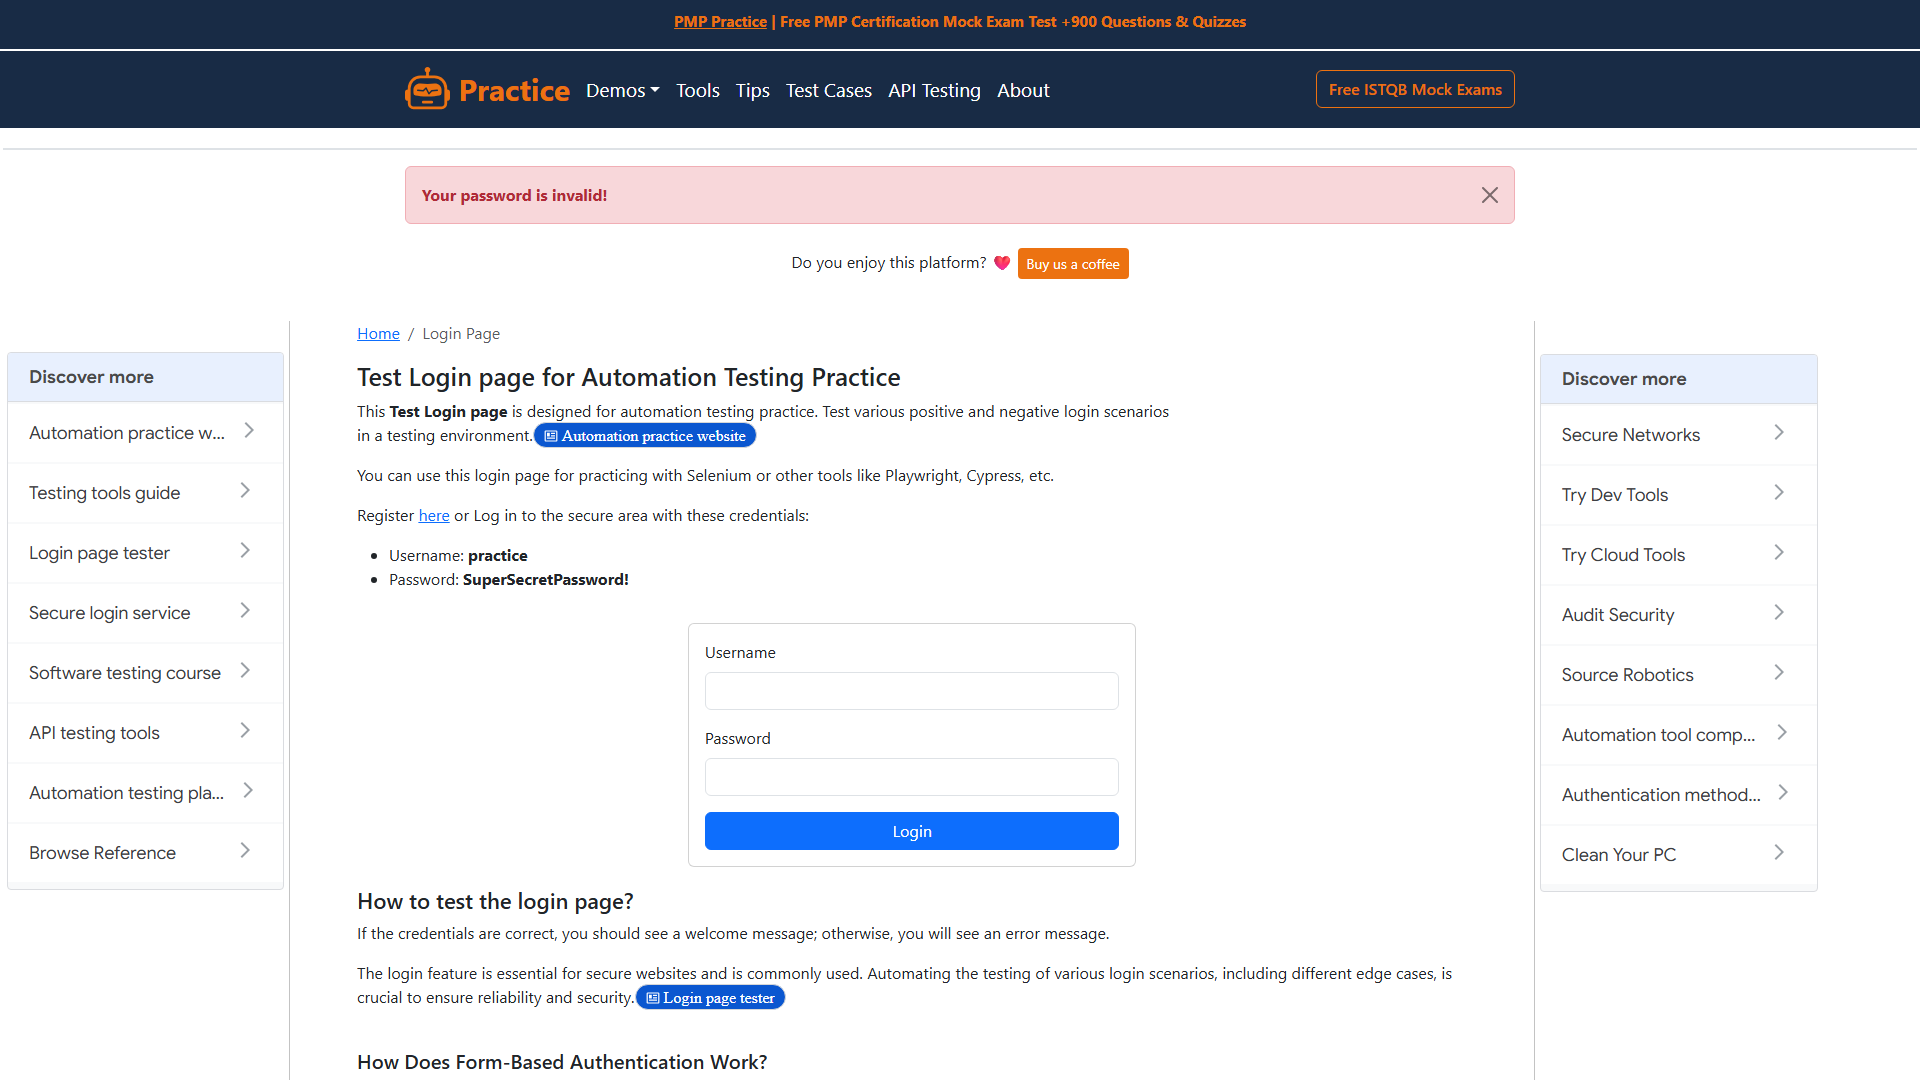 PMP Practice | Free PMP Certification Mock Exam Test +900 Questions & Quizzes
Practice
Demos
Tools
Tips
Test Cases
API Testing
About
Free ISTQB Mock Exams
Your password is invalid!
Do you enjoy this platform?
Buy us a coffee
Discover more
Automation practice w...
Testing tools guide
Login page tester
Secure login service
Software testing course
API testing tools
Automation testing pla...
Browse Reference
Home / Login Page
Test Login page for Automation Testing Practice
This Test Login page is designed for automation testing practice. Test various positive and negative login scenarios
in a testing environment. Automation practice website
You can use this login page for practicing with Selenium or other tools like Playwright, Cypress, etc.
Register here or Log in to the secure area with these credentials:
Username: practice
Password: SuperSecretPassword!
Username
Password
Login
How to test the login page?
If the credentials are correct, you should see a welcome message; otherwise, you will see an error message.
The login feature is essential for secure websites and is commonly used. Automating the testing of various login scenarios, including different edge cases, is
crucial to ensure reliability and security. Login page tester
How Does Form-Based Authentication Work?
Discover more
Secure Networks
Try Dev Tools
Try Cloud Tools
Audit Security
Source Robotics
Automation tool comp...
Authentication method...
Clean Your PC